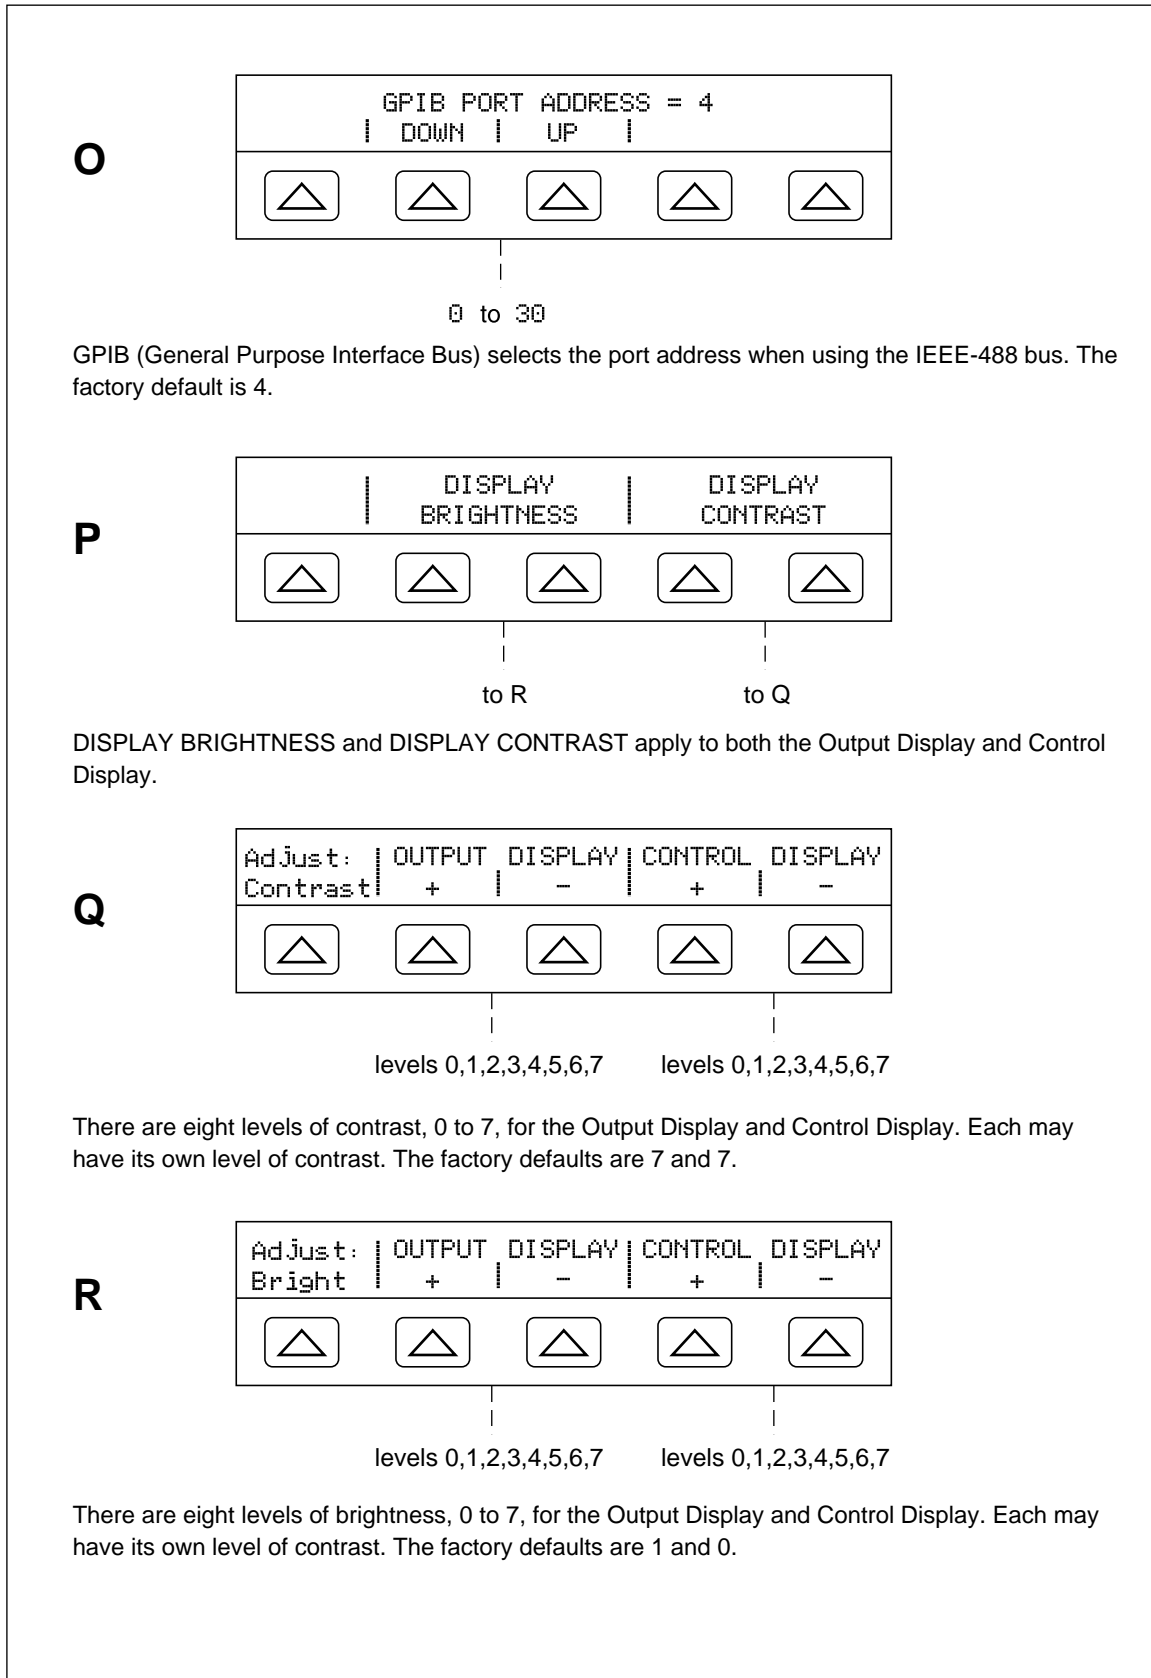 GPIB PORT ADDRESS = 4
| DOWN | UP |
O
0 to 30
GPIB (General Purpose Interface Bus) selects the port address when using the IEEE-488 bus. The
factory default is 4.
DISPLAY DISPLAY
BRIGHTNESS CONTRAST
P
to R to Q
DISPLAY BRIGHTNESS and DISPLAY CONTRAST apply to both the Output Display and Control
Display.
Adjust: OUTPUT DISPLAY CONTROL DISPLAY
Contrast + - + -
Q
levels 0,1,2,3,4,5,6,7 levels 0,1,2,3,4,5,6,7
There are eight levels of contrast, 0 to 7, for the Output Display and Control Display. Each may
have its own level of contrast. The factory defaults are 7 and 7.
Adjust: OUTPUT DISPLAY CONTROL DISPLAY
Bright + - + -
R
levels 0,1,2,3,4,5,6,7 levels 0,1,2,3,4,5,6,7
There are eight levels of brightness, 0 to 7, for the Output Display and Control Display. Each may
have its own level of contrast. The factory defaults are 1 and 0.